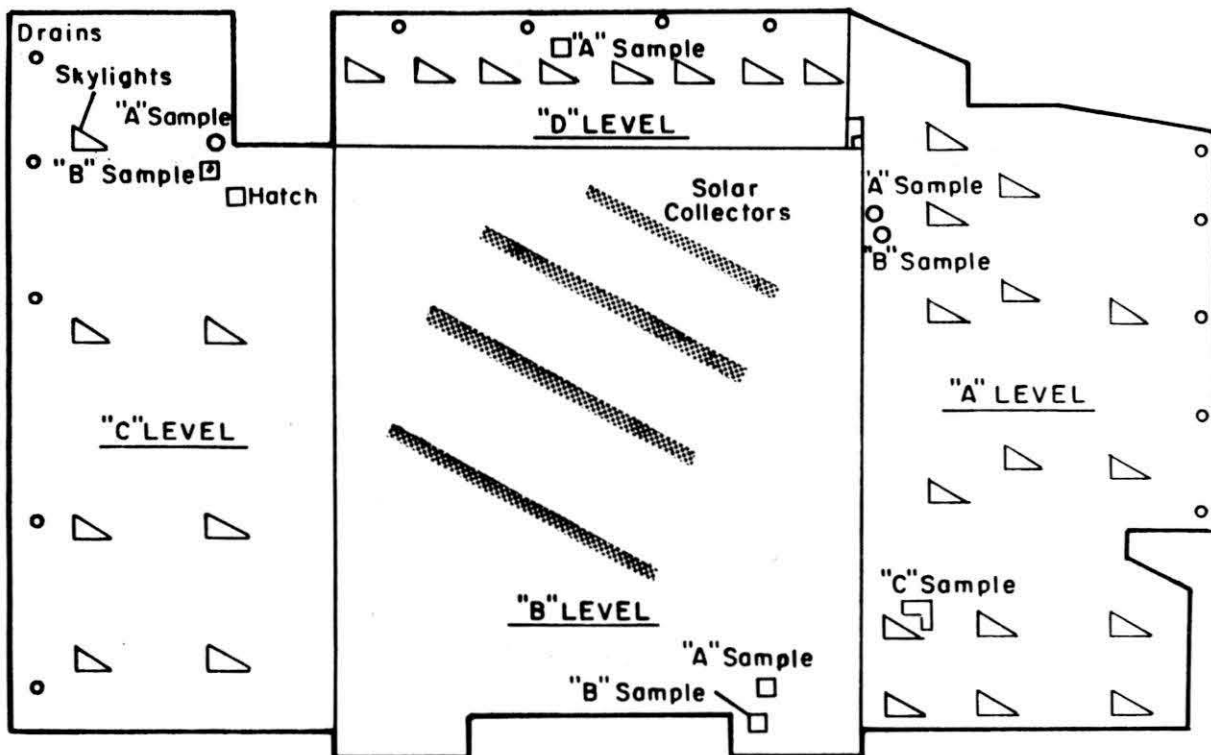 Drains
Skylights
"A" Sample
"B" Sample
Hatch
"C" LEVEL
"A" Sample
"D" LEVEL
Solar
Collectors
"B" LEVEL
"A" Sample
"B" Sample
"A" Sample
"B" Sample
"A" LEVEL
"C" Sample